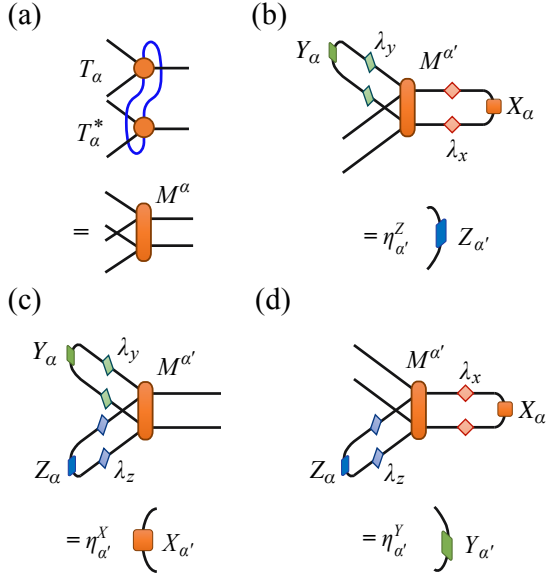 (a)
T_α
T_α^*
= M^α
(b)
Y_α λ_y M^{α'} X_α
λ_x
= η_{α'}^Z Z_{α'}
(c)
Y_α λ_y M^{α'}
Z_α λ_z
= η_{α'}^X X_{α'}
(d)
M^{α'} λ_x X_α
Z_α λ_z
= η_{α'}^Y Y_{α'}